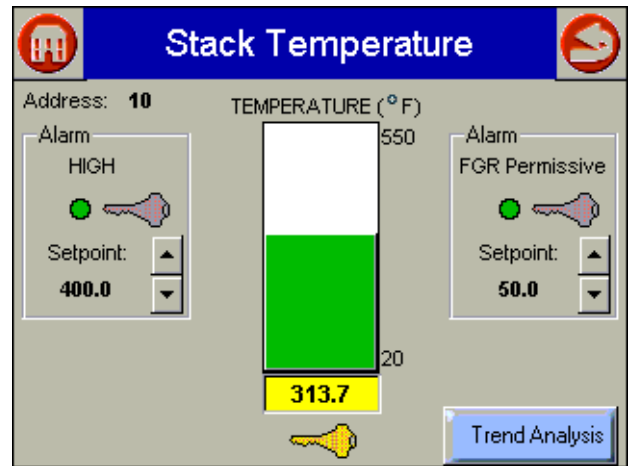 Stack Temperature
Address: 10
TEMPERATURE (°F)
Alarm
HIGH
Setpoint:
400.0
550
20
313.7
Alarm
FGR Permissive
Setpoint:
50.0
Trend Analysis